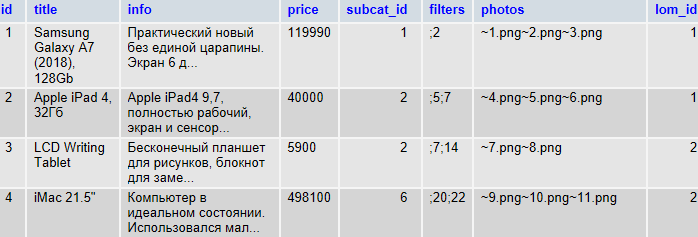 id title info price subcat_id filters photos lom_id
1 Samsung Galaxy A7 (2018), 128Gb Практический новый без единой царапины. Экран 6 д... 119990 1 ;2 ~1.png~2.png~3.png 1
2 Apple iPad 4, 32Гб Apple iPad4 9,7, полностью рабочий, экран и сенсор... 40000 2 ;5;7 ~4.png~5.png~6.png 1
3 LCD Writing Tablet Бесконечный планшет для рисунков, блокнот для заме... 5900 2 ;7;14 ~7.png~8.png 2
4 iMac 21.5" Компьютер в идеальном состоянии. Использовался мал... 498100 6 ;20;22 ~9.png~10.png~11.png 2